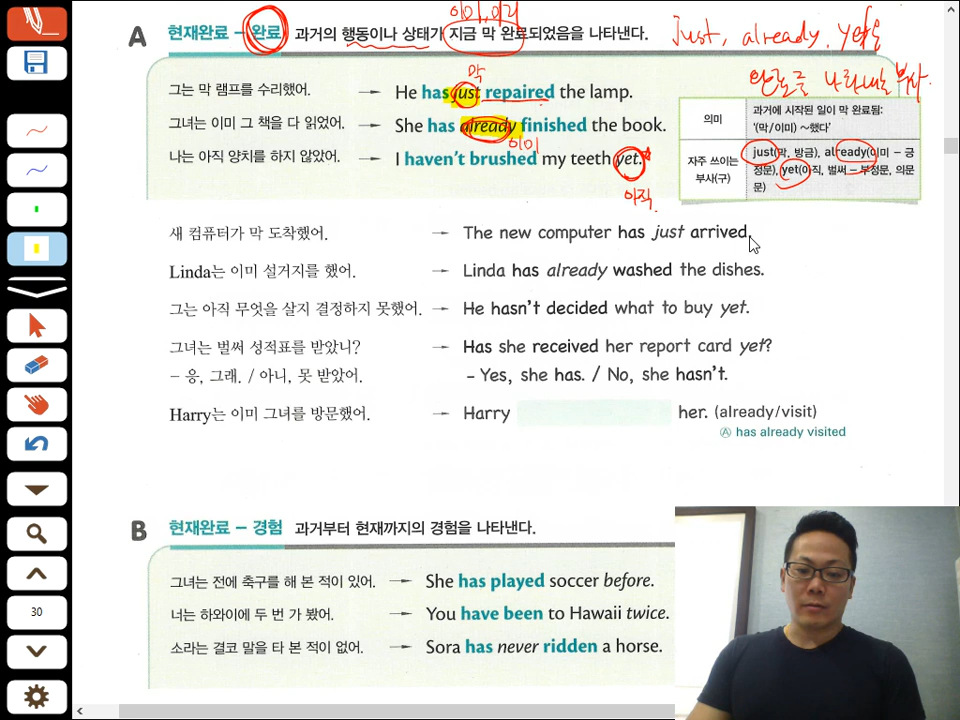 이미, 이미
A 현재완료 – 완료 과거의 행동이나 상태가 지금 막 완료되었음을 나타낸다.
just, already, yet는
완료를 나타내는 부사.
막
그는 막 램프를 수리했어. → He has just repaired the lamp.
그녀는 이미 그 책을 다 읽었어. → She has already finished the book.
이미
나는 아직 양치를 하지 않았어. → I haven't brushed my teeth yet.
아직
의미 과거에 시작된 일이 막 완료됨:
'(막/이미) ~했다'
자주 쓰이는 부사(구) just(막, 방금), already(이미 – 긍
정문), yet(아직, 벌써 – 부정문, 의문
문)
새 컴퓨터가 막 도착했어. → The new computer has just arrived.
Linda는 이미 설거지를 했어. → Linda has already washed the dishes.
그는 아직 무엇을 살지 결정하지 못했어. → He hasn't decided what to buy yet.
그녀는 벌써 성적표를 받았니? → Has she received her report card yet?
– 응, 그래. / 아니, 못 받았어. – Yes, she has. / No, she hasn't.
Harry는 이미 그녀를 방문했어. → Harry her. (already/visit)
Ⓐ has already visited
B 현재완료 – 경험 과거부터 현재까지의 경험을 나타낸다.
그녀는 전에 축구를 해 본 적이 있어. → She has played soccer before.
너는 하와이에 두 번 가 봤어. → You have been to Hawaii twice.
소라는 결코 말을 타 본 적이 없어. → Sora has never ridden a horse.
30